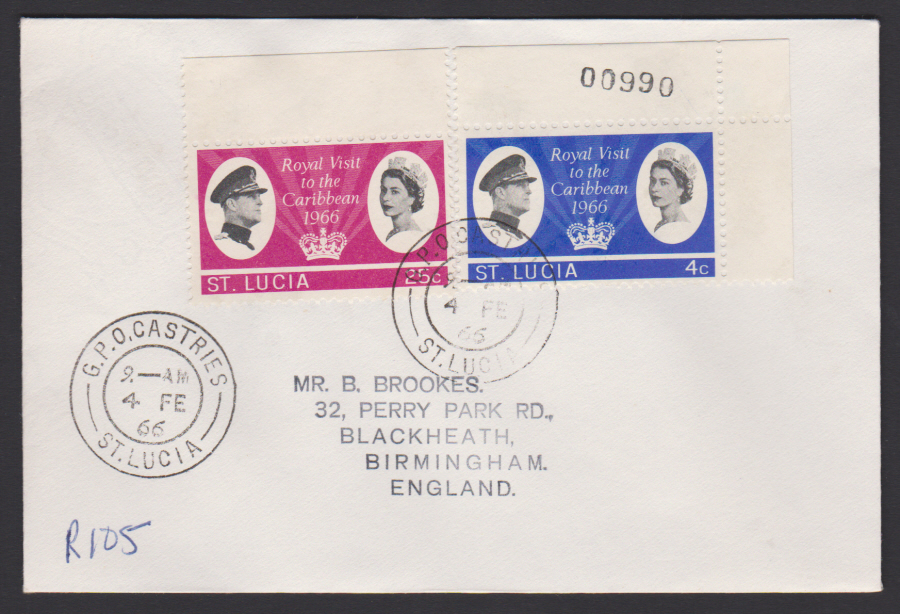 00990
Royal Visit
to the
Caribbean
1966
ST. LUCIA 25c
Royal Visit
to the
Caribbean
1966
ST. LUCIA 4c
4 FE
66
ST. LUCIA
G.P.O, CASTRIES
9 — AM
4 FE
66
ST. LUCIA
MR. B. BROOKES.
32, PERRY PARK RD.,
BLACKHEATH,
BIRMINGHAM.
ENGLAND.
R105